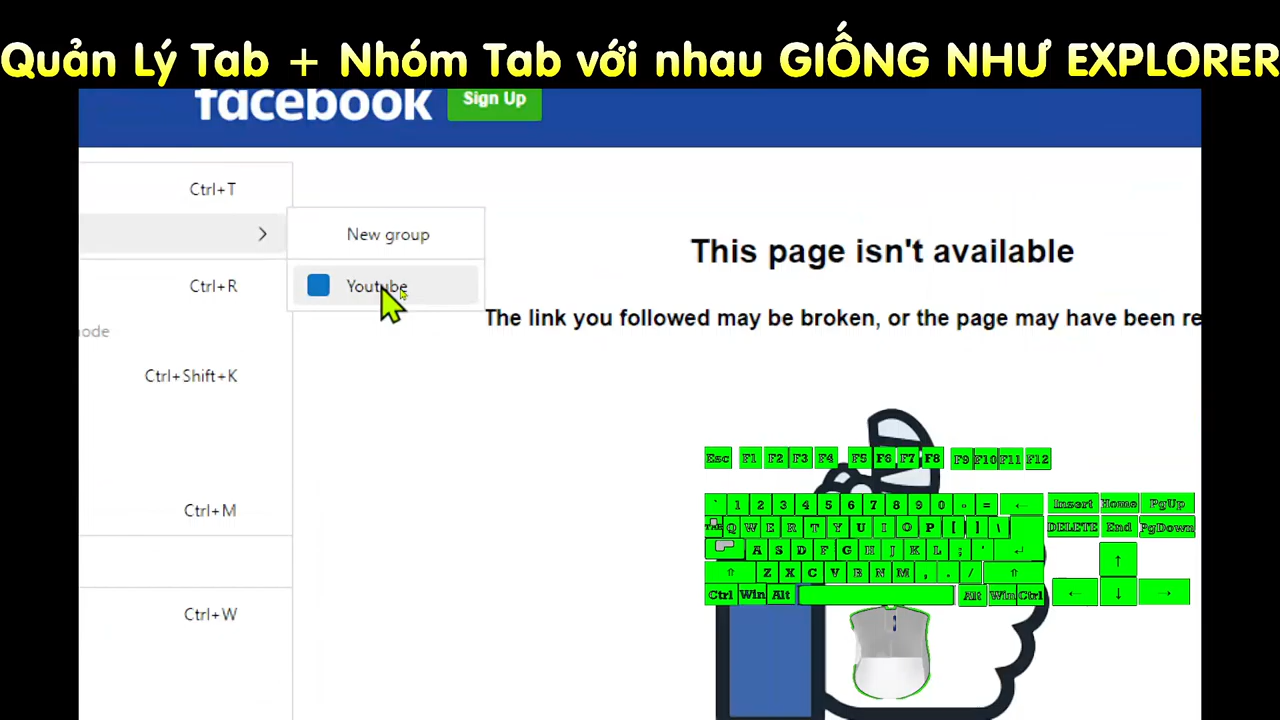 Quản Lý Tab + Nhóm Tab với nhau GIỐNG NHƯ EXPLORER
facebook
Sign Up
Ctrl+T
New group
Youtube
Ctrl+R
ode
Ctrl+Shift+K
Ctrl+M
Ctrl+W
This page isn't available
The link you followed may be broken, or the page may have been re
Esc F1 F2 F3 F4 F5 F6 F7 F8 F9 F10 F11 F12
` 1 2 3 4 5 6 7 8 9 0 - = ← Insert Home PgUp
TAB Q W E R T Y U I O P [ ] \ DELETE End PgDown
A S D F G H J K L ; ' ↵
⇧ Z X C V B N M , . / ⇧ ↑
Ctrl Win Alt Alt Win Ctrl ← ↓ →